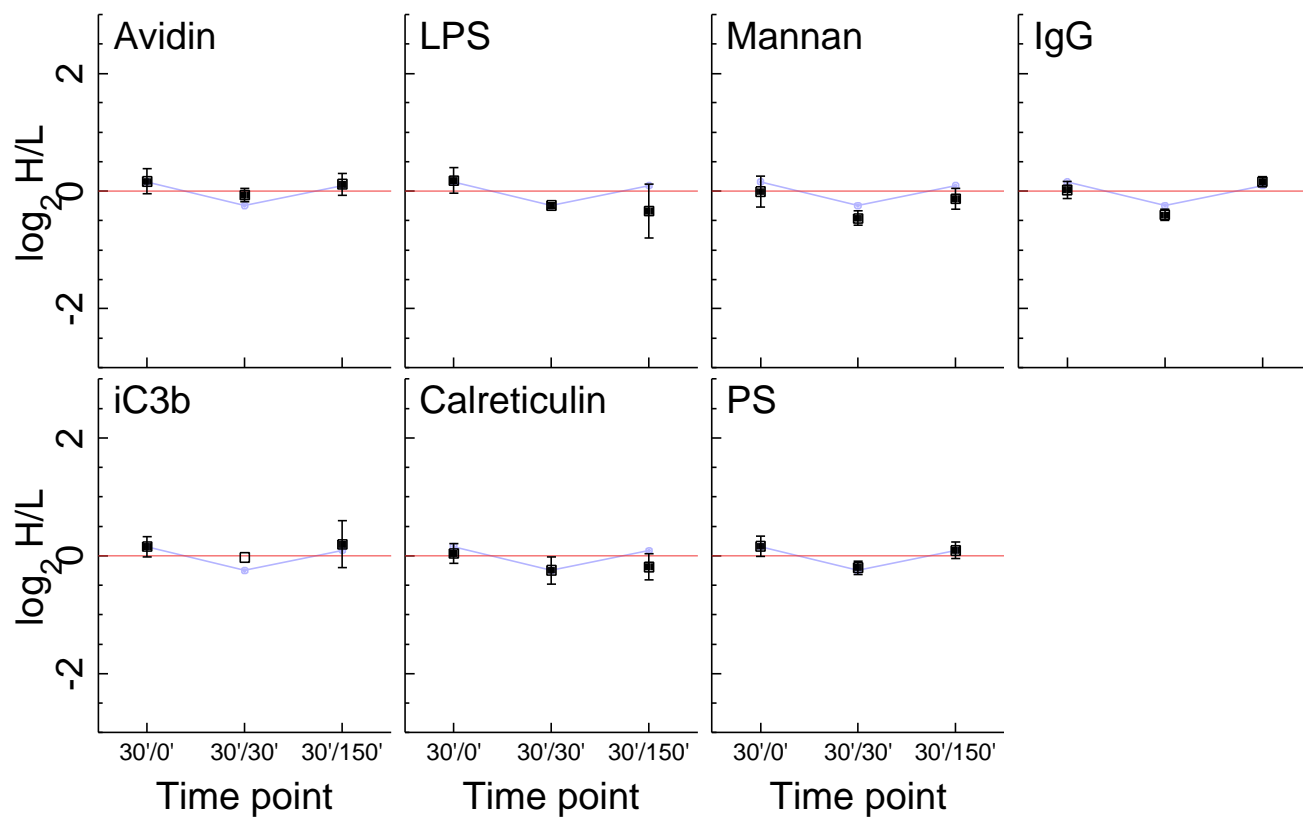 Avidin LPS Mannan IgG
2
0
-2
log2 H/L
iC3b Calreticulin PS
2
0
-2
log2 H/L
30'/0' 30'/30' 30'/150' 30'/0' 30'/30' 30'/150' 30'/0' 30'/30' 30'/150'
Time point Time point Time point